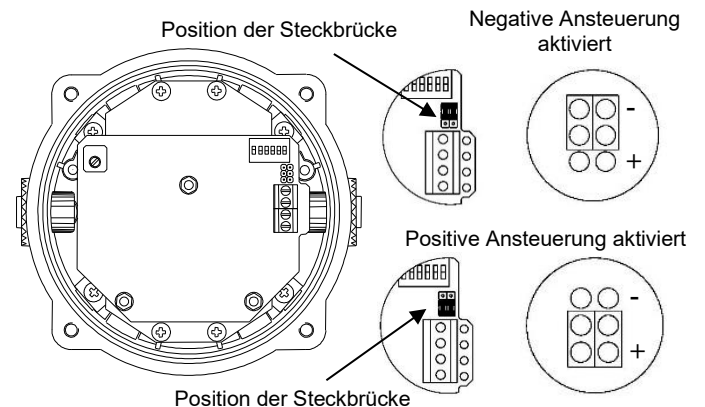 Position der Steckbrücke
Negative Ansteuerung
aktiviert
-
+
Positive Ansteuerung aktiviert
-
+
Position der Steckbrücke